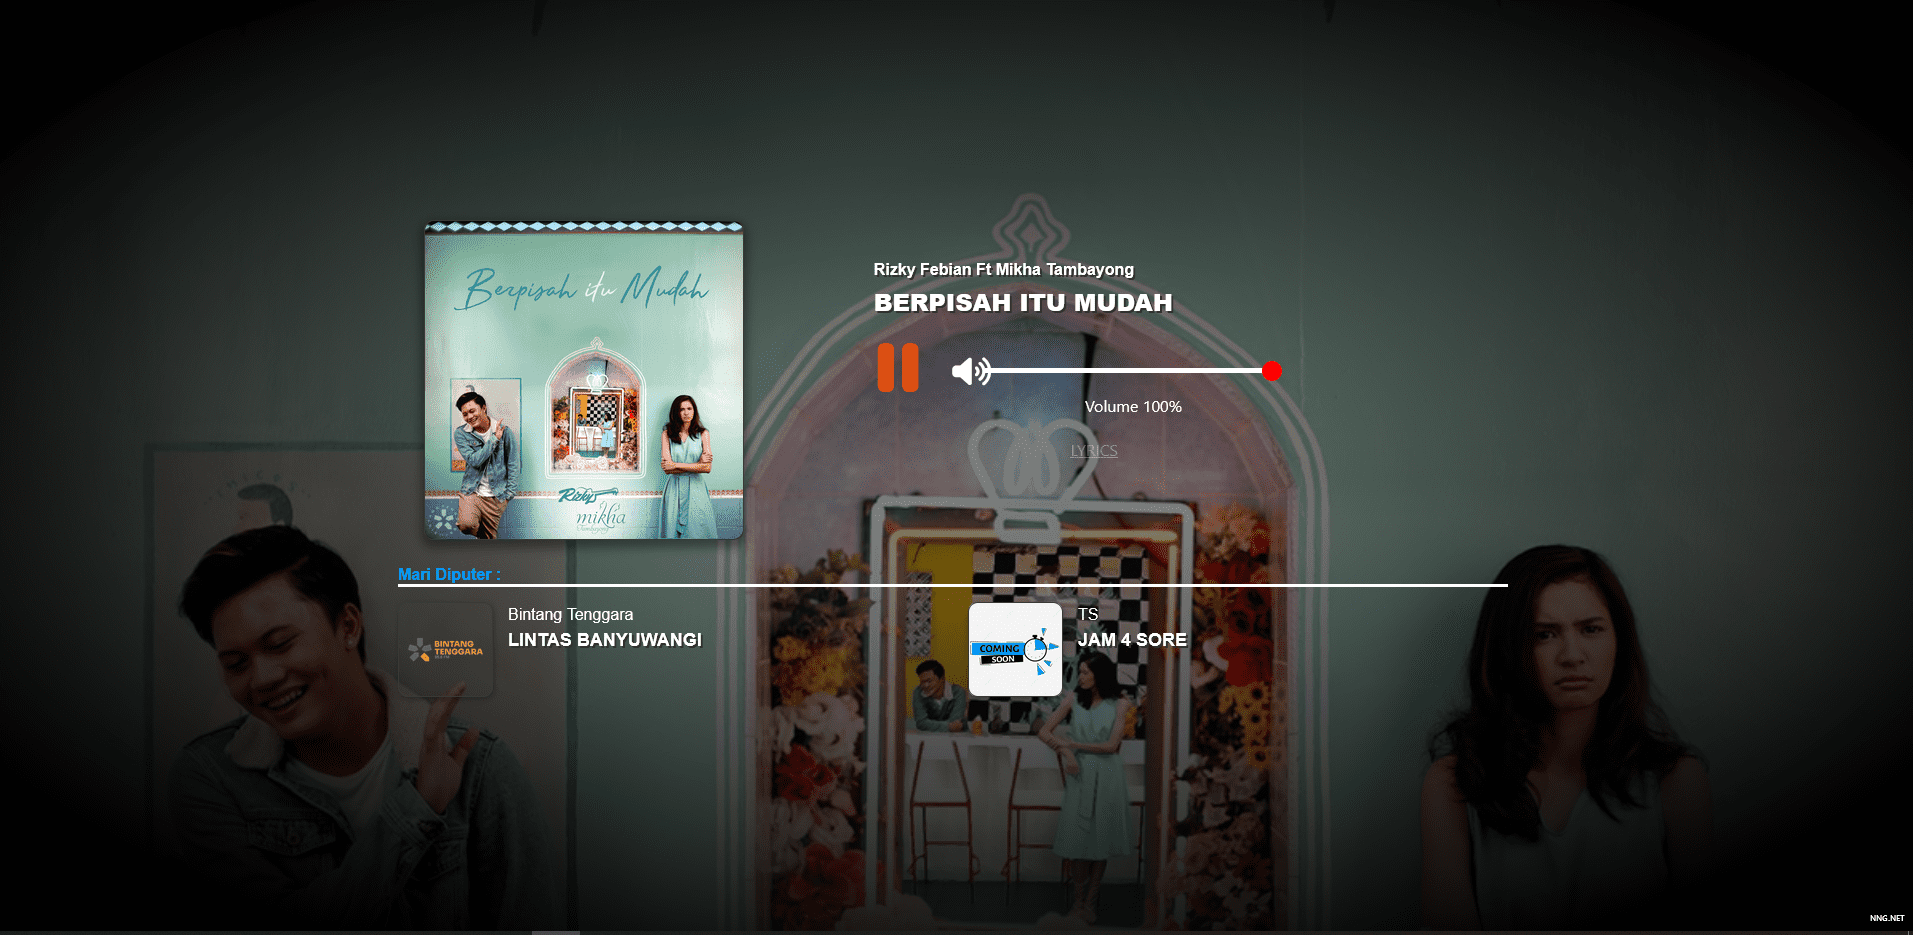 Berpisah itu Mudah
Rizky
mikha
Tambayong
Rizky Febian Ft Mikha Tambayong
BERPISAH ITU MUDAH
Volume 100%
LYRICS
Mari Diputer :
BINTANG
TENGGARA
Bintang Tenggara
LINTAS BANYUWANGI
COMING
SOON
TS
JAM 4 SORE
NNG.NET